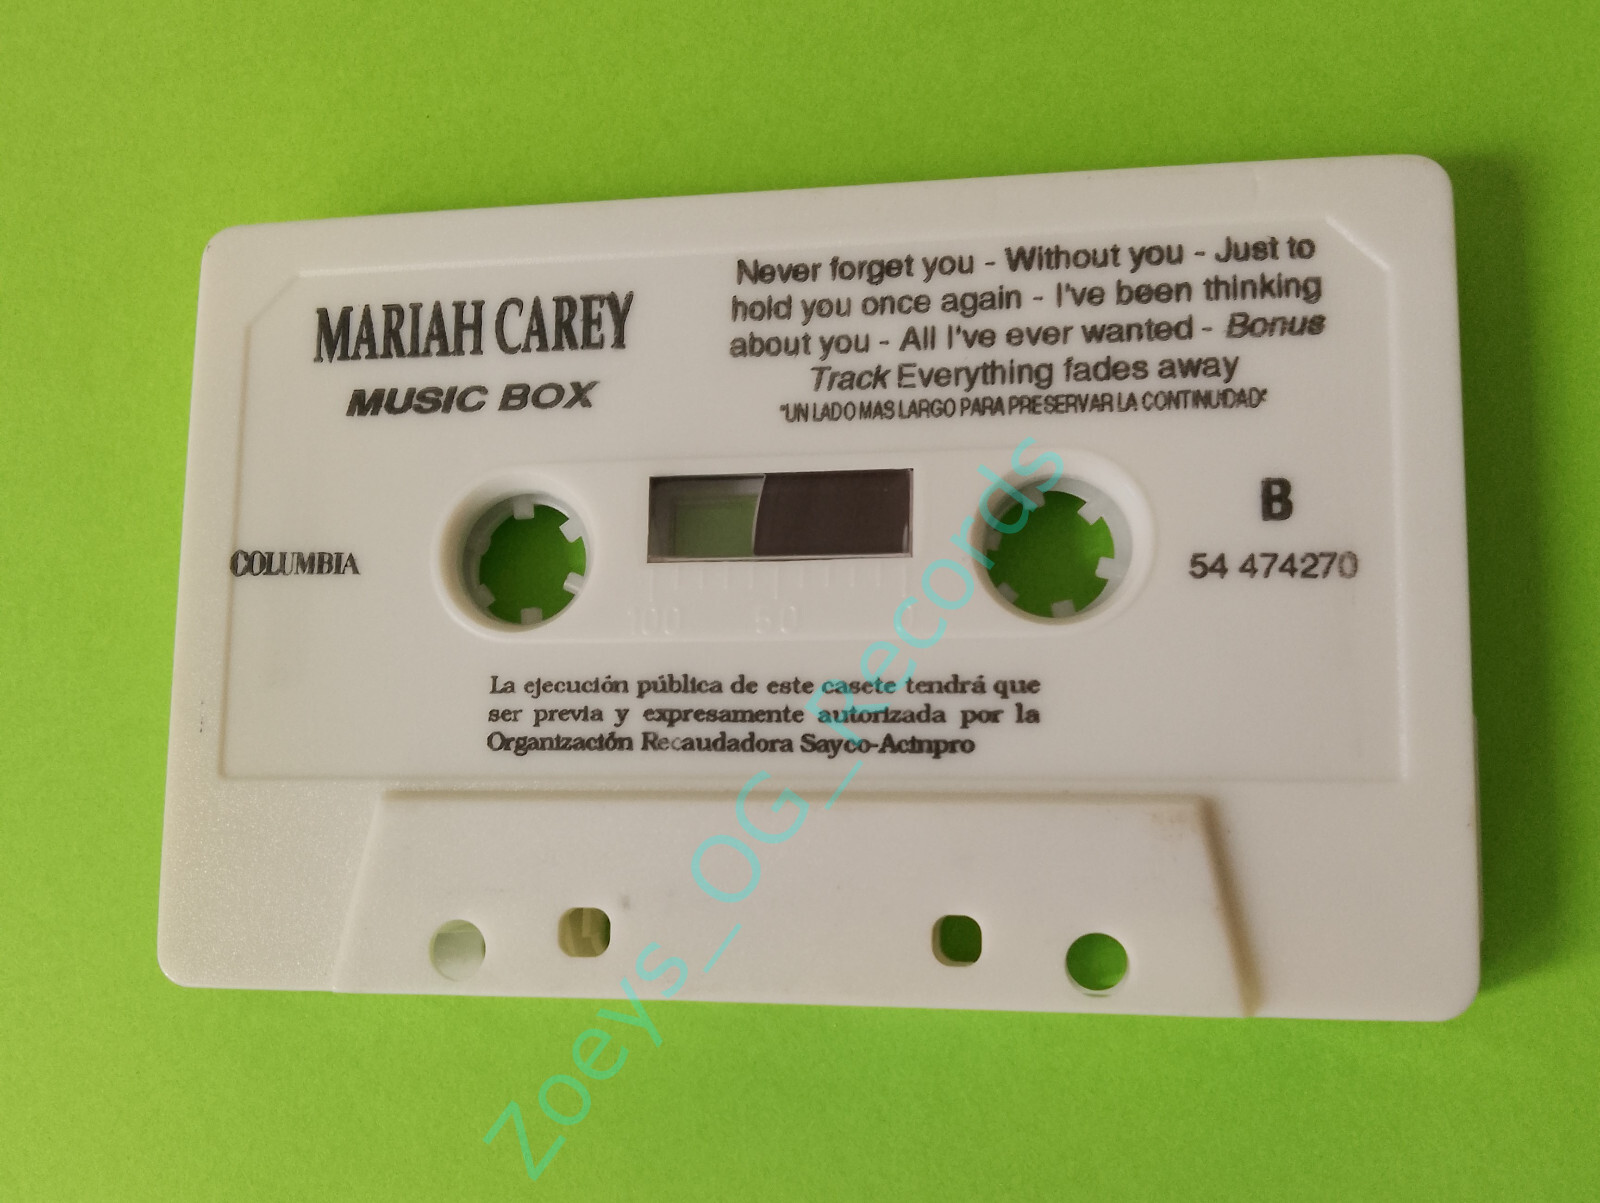 MARIAH CAREY
MUSIC BOX
Never forget you - Without you - Just to
hold you once again - I've been thinking
about you - All I've ever wanted - Bonus
Track Everything fades away
"UN LADO MAS LARGO PARA PRESERVAR LA CONTINUIDAD"
COLUMBIA
B
54 474270
100 50 0
La ejecución pública de este casete tendrá que
ser previa y expresamente autorizada por la
Organización Recaudadora Sayco-Acinpro
Zoeys_OG_Records